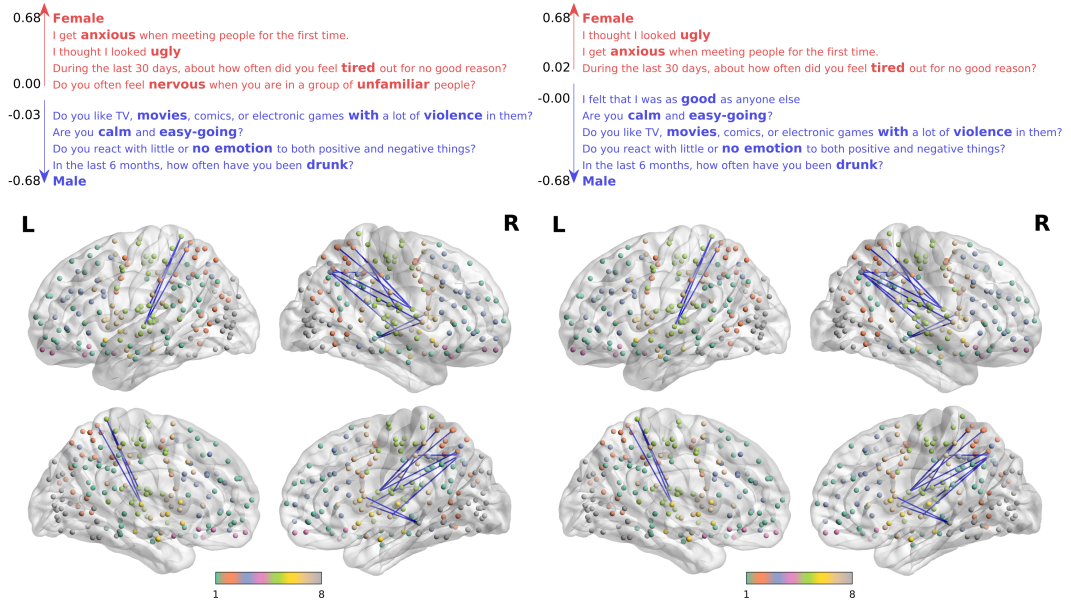 0.68 Female
I get anxious when meeting people for the first time.
I thought I looked ugly
During the last 30 days, about how often did you feel tired out for no good reason?
0.00 Do you often feel nervous when you are in a group of unfamiliar people?
-0.03 Do you like TV, movies, comics, or electronic games with a lot of violence in them?
Are you calm and easy-going?
Do you react with little or no emotion to both positive and negative things?
In the last 6 months, how often have you been drunk?
-0.68 Male
0.68 Female
I thought I looked ugly
I get anxious when meeting people for the first time.
0.02 During the last 30 days, about how often did you feel tired out for no good reason?
-0.00 I felt that I was as good as anyone else
Are you calm and easy-going?
Do you like TV, movies, comics, or electronic games with a lot of violence in them?
Do you react with little or no emotion to both positive and negative things?
In the last 6 months, how often have you been drunk?
-0.68 Male
L R
L R
1 8
1 8